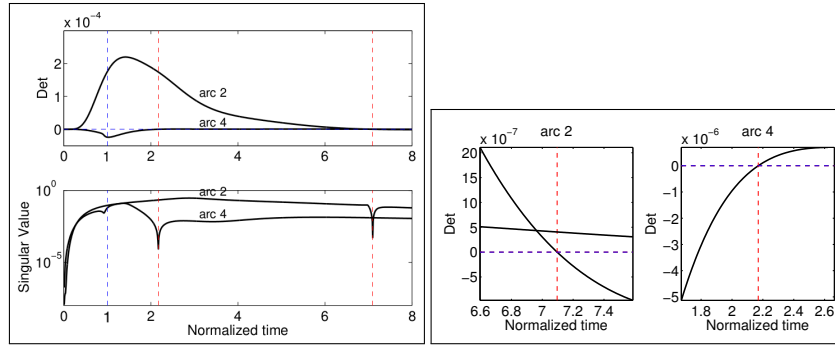 x 10⁻⁴
Det
2
0
arc 2
arc 4
0 1 2 4 6 8
Singular Value
10⁰
10⁻⁵
arc 2
arc 4
0 1 2 4 6 8
Normalized time
x 10⁻⁷ arc 2
Det
20
15
10
5
0
−5
6.6 6.8 7 7.2 7.4
Normalized time
x 10⁻⁶ arc 4
Det
0
−1
−2
−3
−4
−5
1.8 2 2.2 2.4 2.6
Normalized time